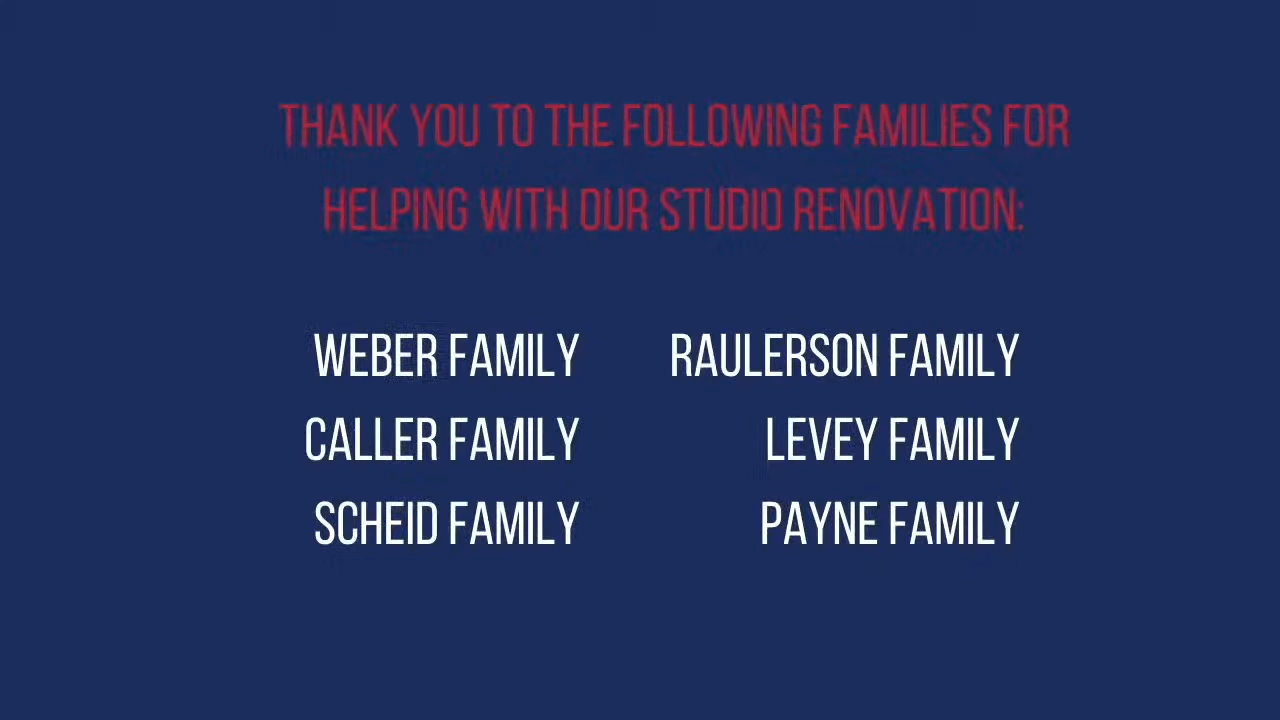 THANK YOU TO THE FOLLOWING FAMILIES FOR
HELPING WITH OUR STUDIO RENOVATION:
WEBER FAMILY
CALLER FAMILY
SCHEID FAMILY
RAULERSON FAMILY
LEVEY FAMILY
PAYNE FAMILY